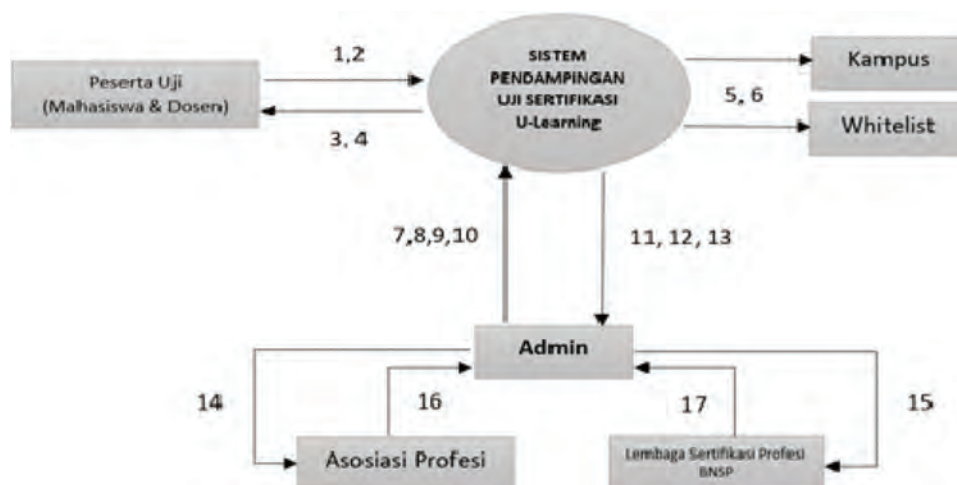 SISTEM
PENDAMPINGAN
UJI SERTIFIKASI
U-Learning
Peserta Uji
(Mahasiswa & Dosen)
1,2
3, 4
Kampus
5, 6
Whitelist
7,8,9,10
11, 12, 13
Admin
14
16
17
15
Asosiasi Profesi
Lembaga Sertifikasi Profesi
BNSP